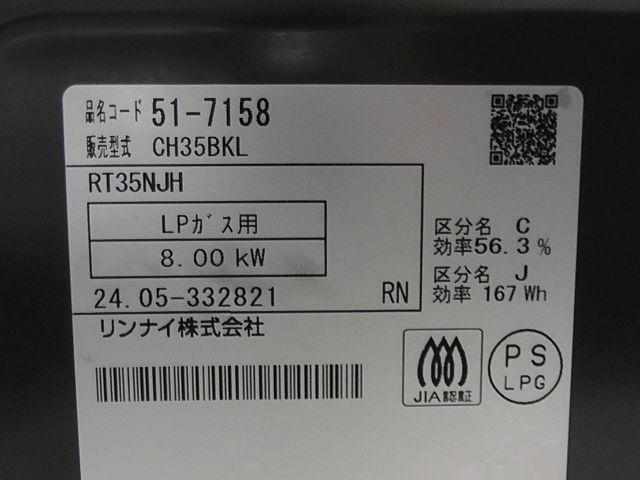 品名コード 51-7158
販売型式 CH35BKL
RT35NJH
LPガス用
8.00 kW
24.05-332821 RN
リンナイ株式会社
区分名 C
効率56.3%
区分名 J
効率 167 Wh
JIA認証
PS
LPG